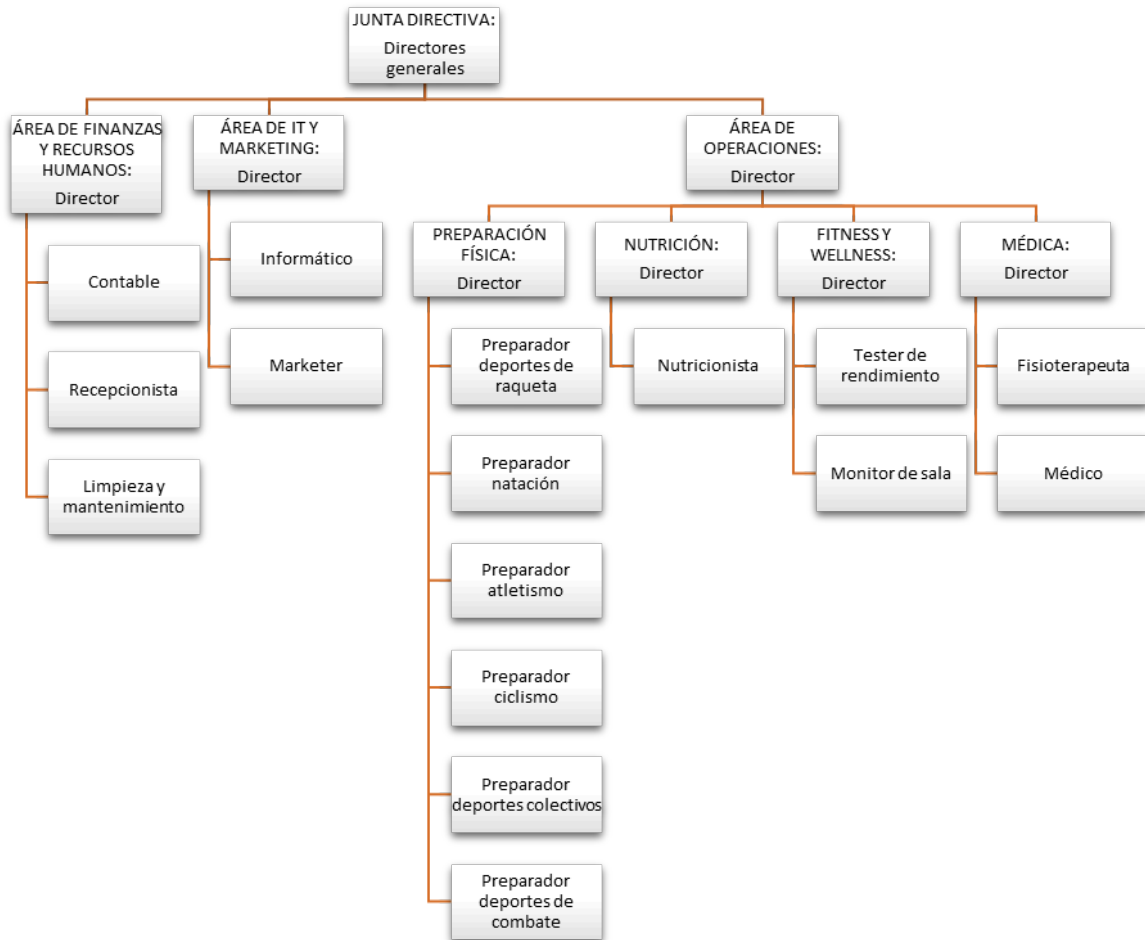 JUNTA DIRECTIVA:
Directores
generales
ÁREA DE FINANZAS
Y RECURSOS
HUMANOS:
Director
ÁREA DE IT Y
MARKETING:
Director
ÁREA DE
OPERACIONES:
Director
Contable
Recepcionista
Limpieza y
mantenimiento
Informático
Marketer
PREPARACIÓN
FÍSICA:
Director
NUTRICIÓN:
Director
FITNESS Y
WELLNESS:
Director
MÉDICA:
Director
Preparador
deportes de
raqueta
Preparador
natación
Preparador
atletismo
Preparador
ciclismo
Preparador
deportes colectivos
Preparador
deportes de
combate
Nutricionista
Tester de
rendimiento
Monitor de sala
Fisioterapeuta
Médico